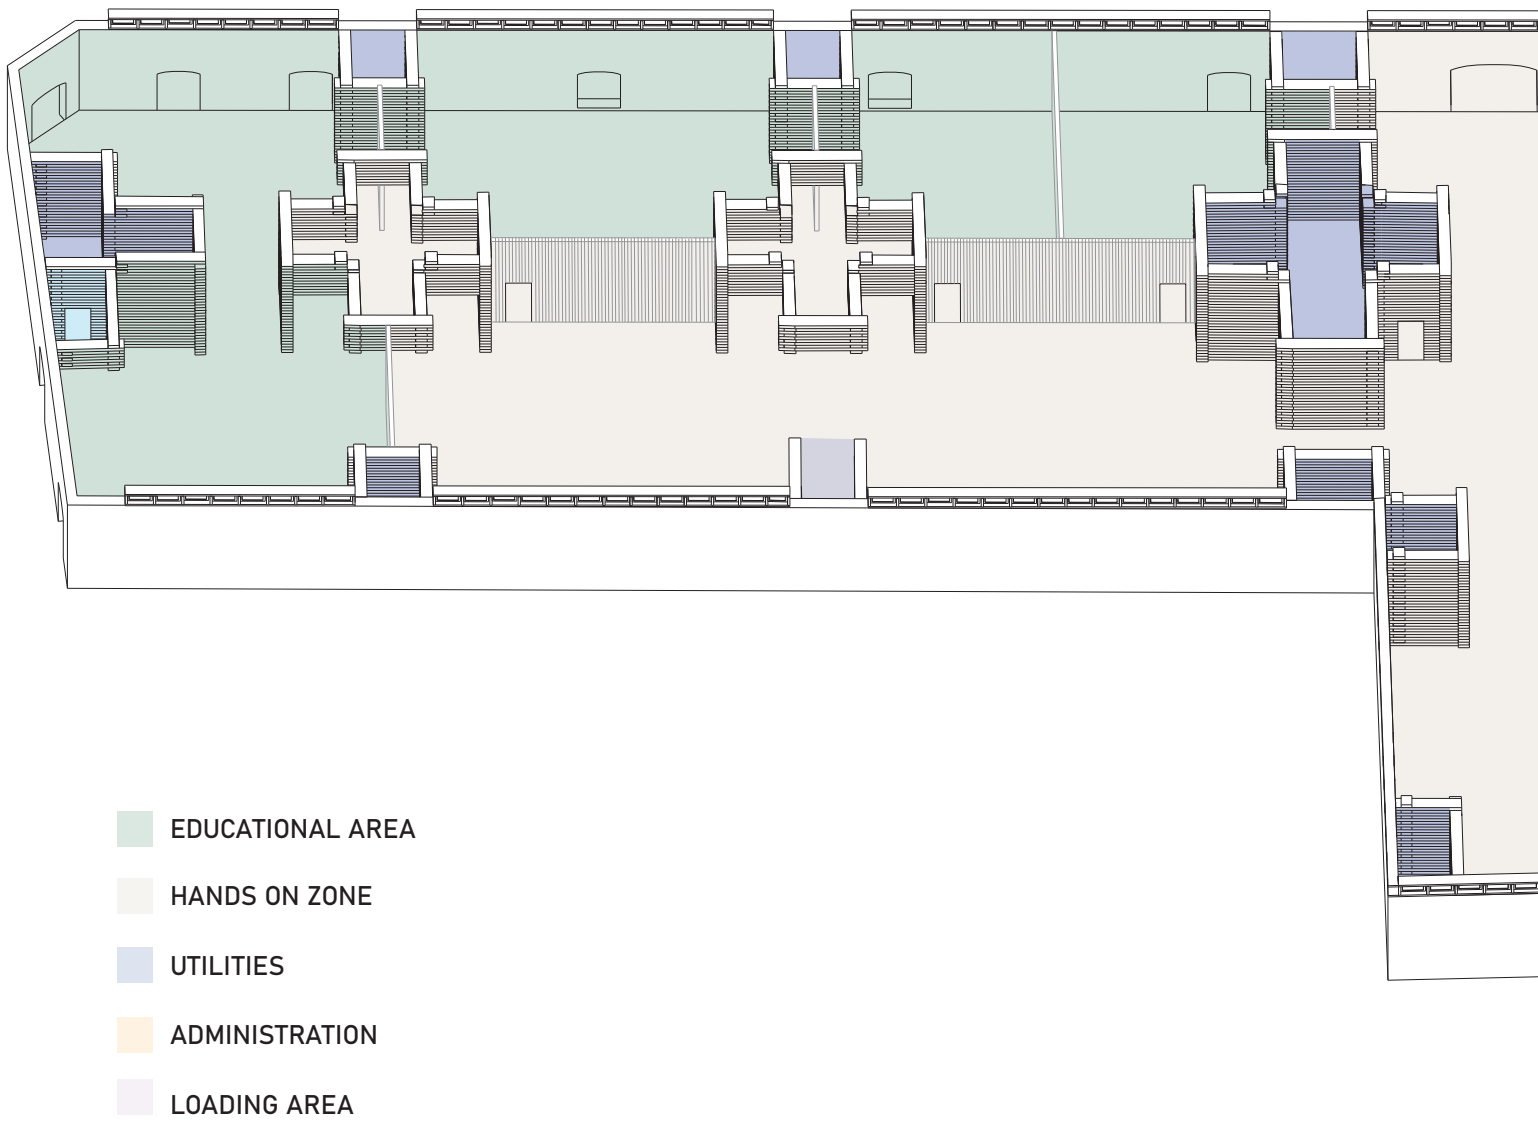 EDUCATIONAL AREA
HANDS ON ZONE
UTILITIES
ADMINISTRATION
LOADING AREA